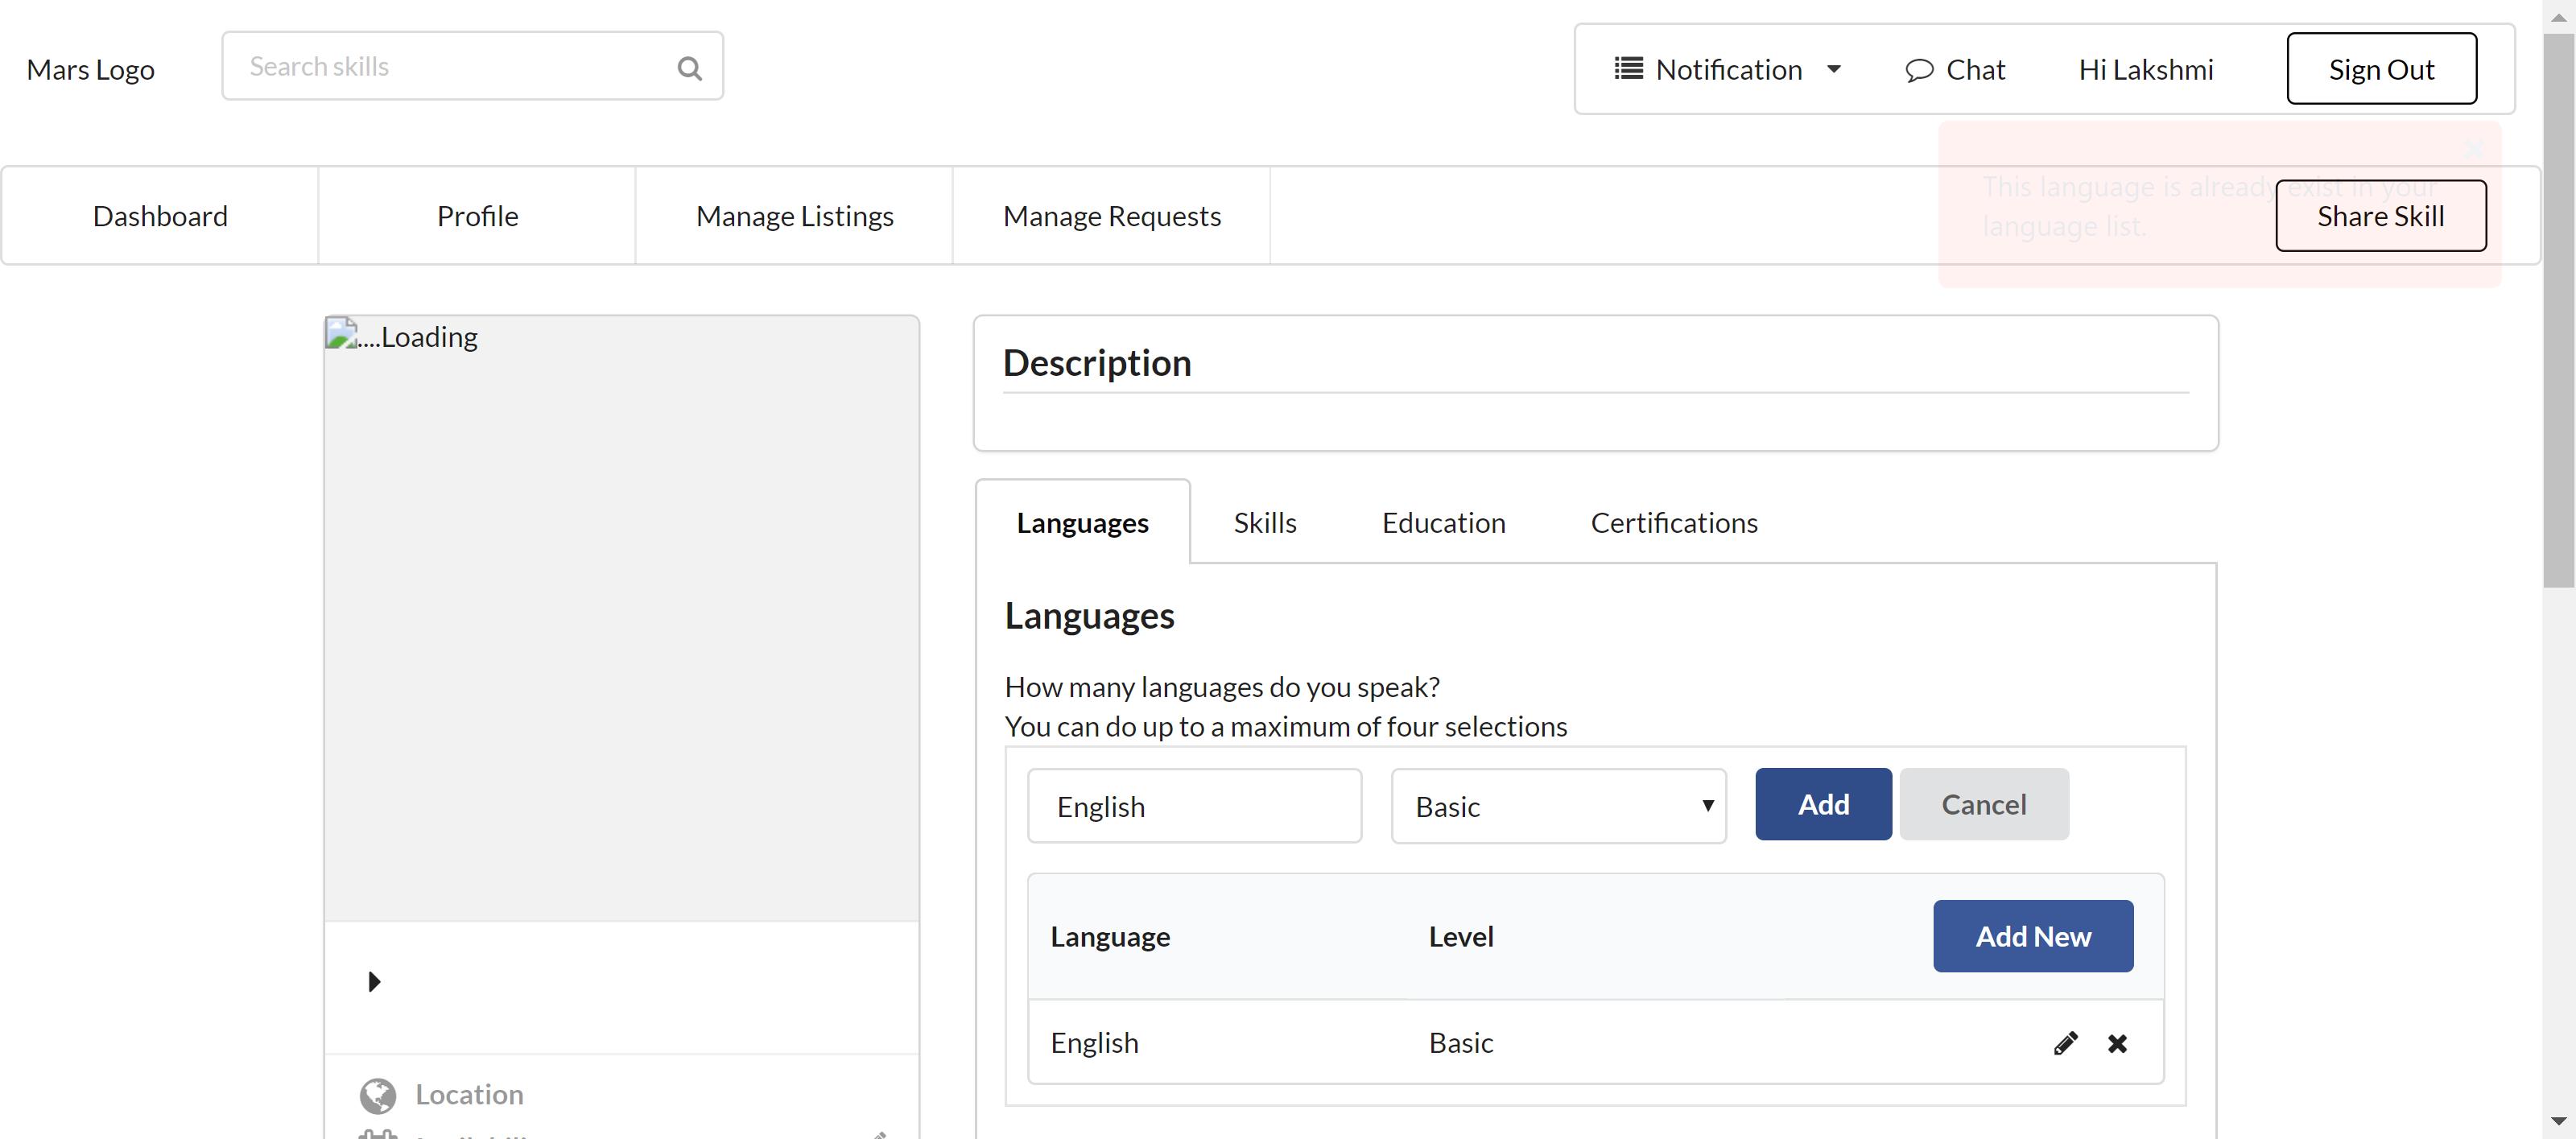 Mars Logo
Search skills
Notification
Chat
Hi Lakshmi
Sign Out
This language is already exist in your
language list.
Dashboard
Profile
Manage Listings
Manage Requests
Share Skill
....Loading
Description
Languages
Skills
Education
Certifications
Languages
How many languages do you speak?
You can do up to a maximum of four selections
English
Basic
Add
Cancel
Language
Level
Add New
English
Basic
Location